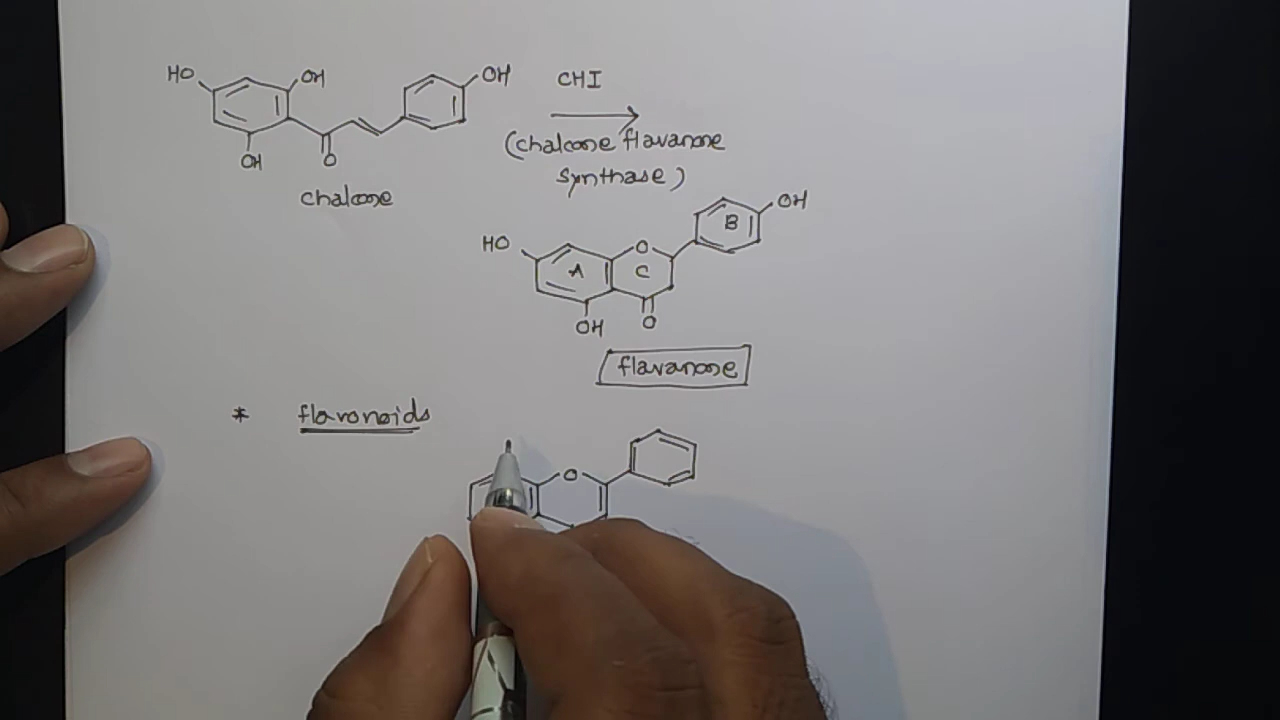 HO OH OH CHI
OH O (chalcone flavanone
chalcone synthase)
OH
B
HO O
A C
OH O
flavanone
* flavonoids
O